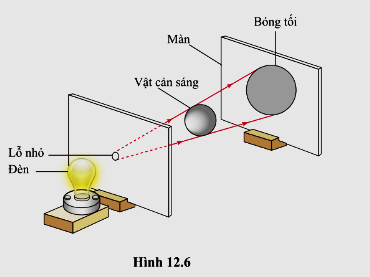 Bóng tối
Màn
Vật cản sáng
Lỗ nhỏ
Đèn
Hình 12.6